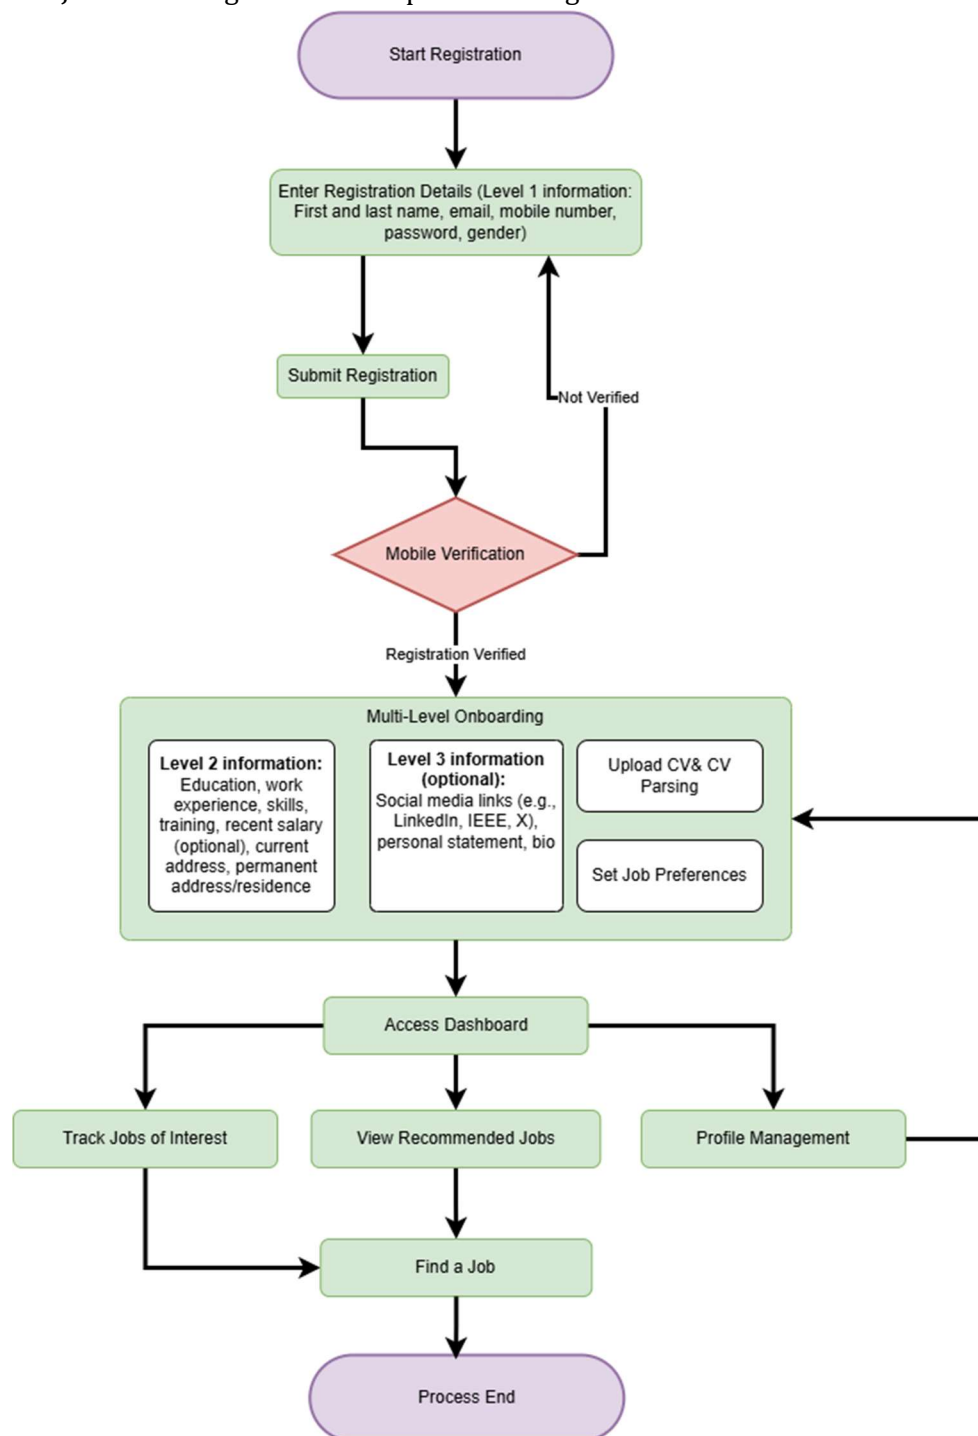 Start Registration
Enter Registration Details (Level 1 information:
First and last name, email, mobile number,
password, gender)
Submit Registration
Not Verified
Mobile Verification
Registration Verified
Multi-Level Onboarding
Level 2 information:
Education, work
experience, skills,
training, recent salary
(optional), current
address, permanent
address/residence
Level 3 information
(optional):
Social media links (e.g.,
LinkedIn, IEEE, X),
personal statement, bio
Upload CV& CV
Parsing
Set Job Preferences
Access Dashboard
Track Jobs of Interest
View Recommended Jobs
Profile Management
Find a Job
Process End